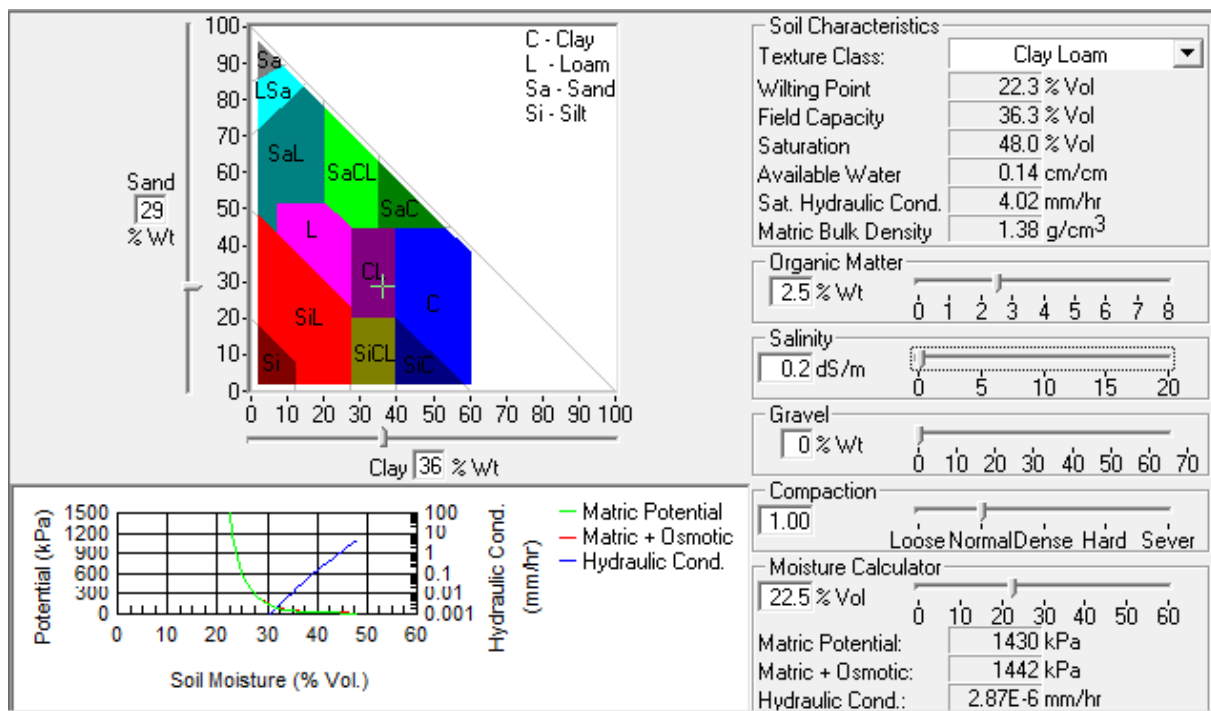 100
90
80
70
60
50
40
30
20
10
0
Sand
29
% Wt
C - Clay
L - Loam
Sa - Sand
Si - Silt
Sa
LSa
SaL
SaCL
SaC
L
CL
C
SiL
Si
SiCL
SiC
0 10 20 30 40 50 60 70 80 90 100
Clay 36 % Wt
Soil Characteristics
Texture Class: Clay Loam
Wilting Point 22.3 % Vol
Field Capacity 36.3 % Vol
Saturation 48.0 % Vol
Available Water 0.14 cm/cm
Sat. Hydraulic Cond. 4.02 mm/hr
Matric Bulk Density 1.38 g/cm3
Organic Matter
2.5 % Wt
0 1 2 3 4 5 6 7 8
Salinity
0.2 dS/m
0 5 10 15 20
Gravel
0 % Wt
0 10 20 30 40 50 60 70
Compaction
1.00
Loose Normal Dense Hard Sever
Moisture Calculator
22.5 % Vol
0 10 20 30 40 50 60
Matric Potential: 1430 kPa
Matric + Osmotic: 1442 kPa
Hydraulic Cond.: 2.87E-6 mm/hr
Potential (kPa)
1500
1200
900
600
300
0
0 10 20 30 40 50 60
Soil Moisture (% Vol.)
100
10
1
0.1
0.01
0.001
Hydraulic Cond.
(mm/hr)
Matric Potential
Matric + Osmotic
Hydraulic Cond.